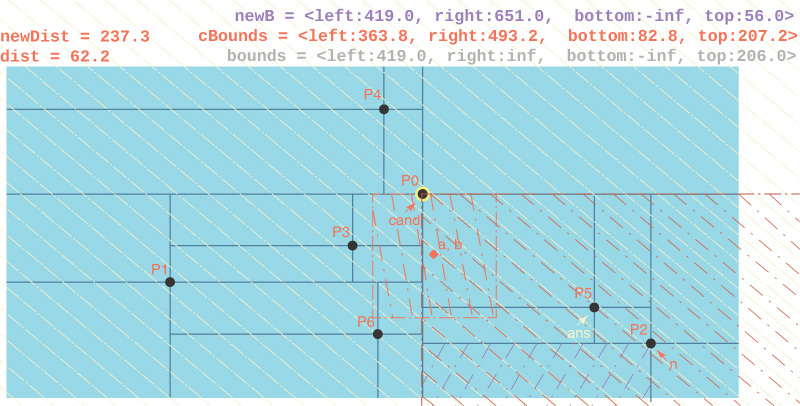 newB = <left:419.0, right:651.0, bottom:-inf, top:56.0>
newDist = 237.3 cBounds = <left:363.8, right:493.2, bottom:82.8, top:207.2>
dist = 62.2 bounds = <left:419.0, right:inf, bottom:-inf, top:206.0>
P4
P0
cand
P3
a, b
P1
P5
ans
P6
P2
n